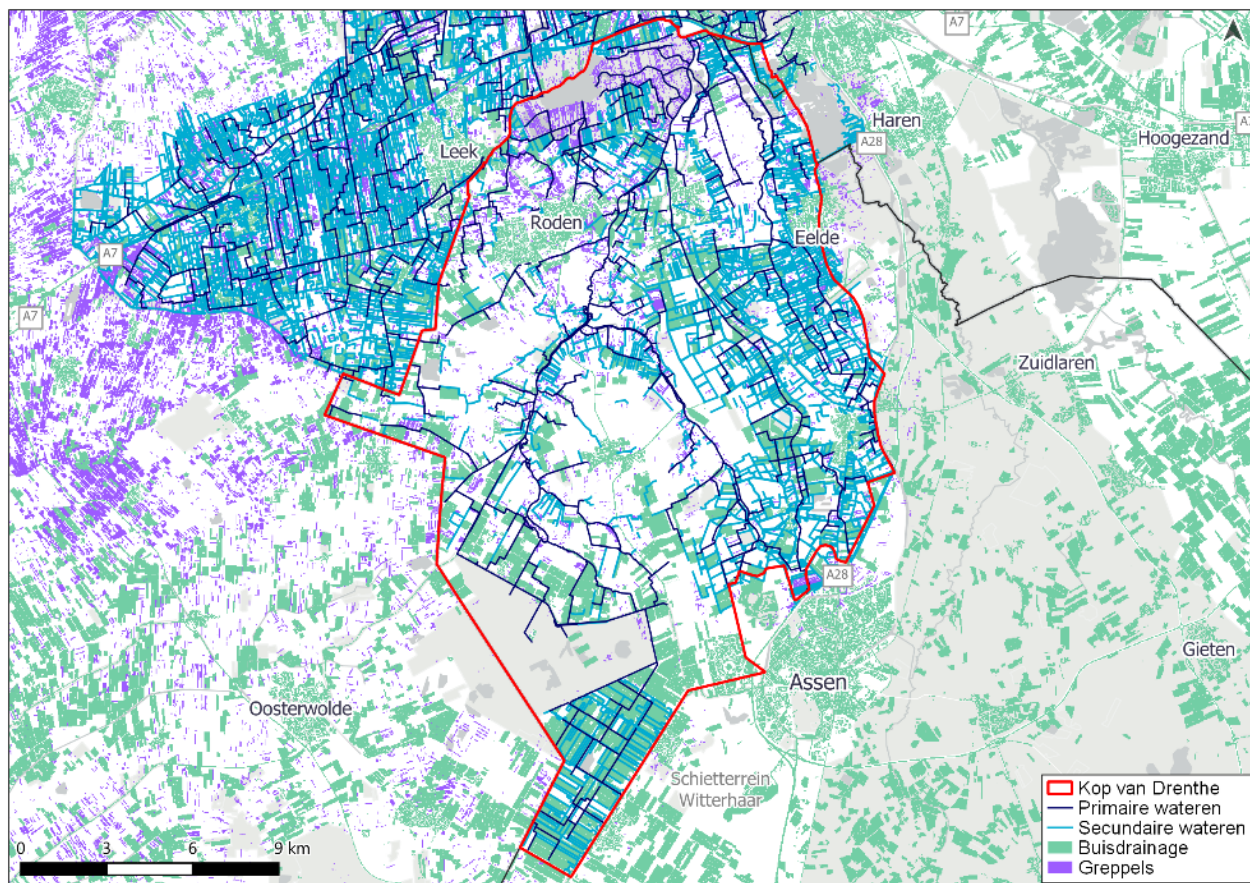 A7
Haren
A28
Hoogezand
Leek
Roden
Eelde
A7
A7
Zuidlaren
A28
Gieten
Assen
Oosterwolde
Schietterrein
Witterhaar
Kop van Drenthe
Primaire wateren
Secundaire wateren
Buisdrainage
Greppels
0 3 6 9 km